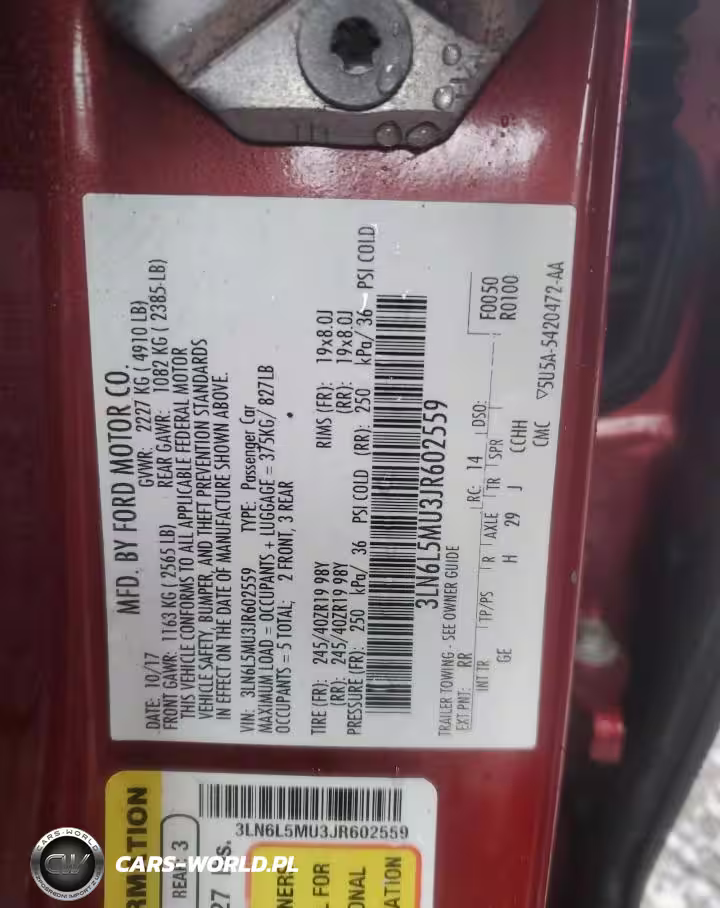 MFD. BY FORD MOTOR CO.
DATE: 10/17 GVWR: 2227 KG ( 4910 LB)
FRONT GAWR: 1163 KG ( 2565LB) REAR GAWR: 1082 KG ( 2385-LB)
THIS VEHICLE CONFORMS TO ALL APPLICABLE FEDERAL MOTOR
VEHICLE SAFETY, BUMPER, AND THEFT PREVENTION STANDARDS
IN EFFECT ON THE DATE OF MANUFACTURE SHOWN ABOVE.
VIN: 3LN6L5MU3JR602559 TYPE: Passenger Car
MAXIMUM LOAD = OCCUPANTS + LUGGAGE = 375KG/ 827LB
OCCUPANTS = 5 TOTAL; 2 FRONT, 3 REAR
TIRE (FR): 245/40ZR19 98Y RIMS (FR): 19x8.0J
(RR): 245/40ZR19 98Y (RR): 19x8.0J
PRESSURE (FR): 250 kPa/ 36 PSI COLD (RR): 250 kPa/ 36 PSI COLD
3LN6L5MU3JR602559
TRAILER TOWING - SEE OWNER GUIDE
EXT PNT: RR RC: 14 DSO: F0050
R0100
INT TR TP/PS R AXLE TR SPR
GE H 29 J CCHH
CMC ▽5U5A-5420472-AA
3LN6L5MU3JR602559
REAR 3
CARS-WORLD
CW
CARS-WORLD.PL